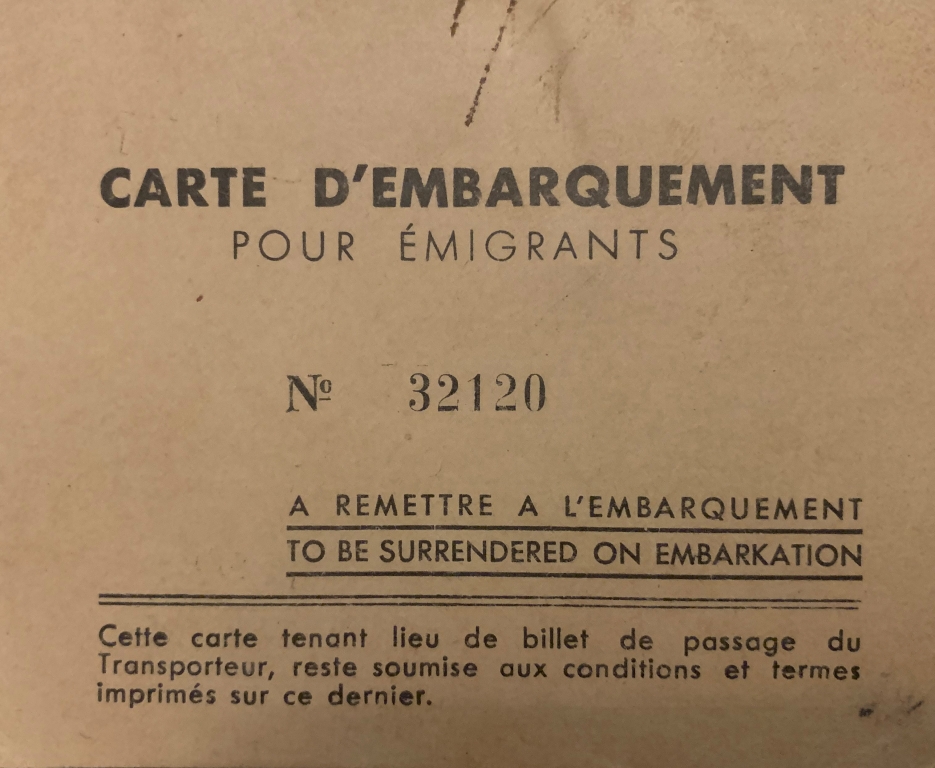 CARTE D'EMBARQUEMENT
POUR ÉMIGRANTS
Nº 32120
A REMETTRE A L'EMBARQUEMENT
TO BE SURRENDERED ON EMBARKATION
Cette carte tenant lieu de billet de passage du
Transporteur, reste soumise aux conditions et termes
imprimés sur ce dernier.